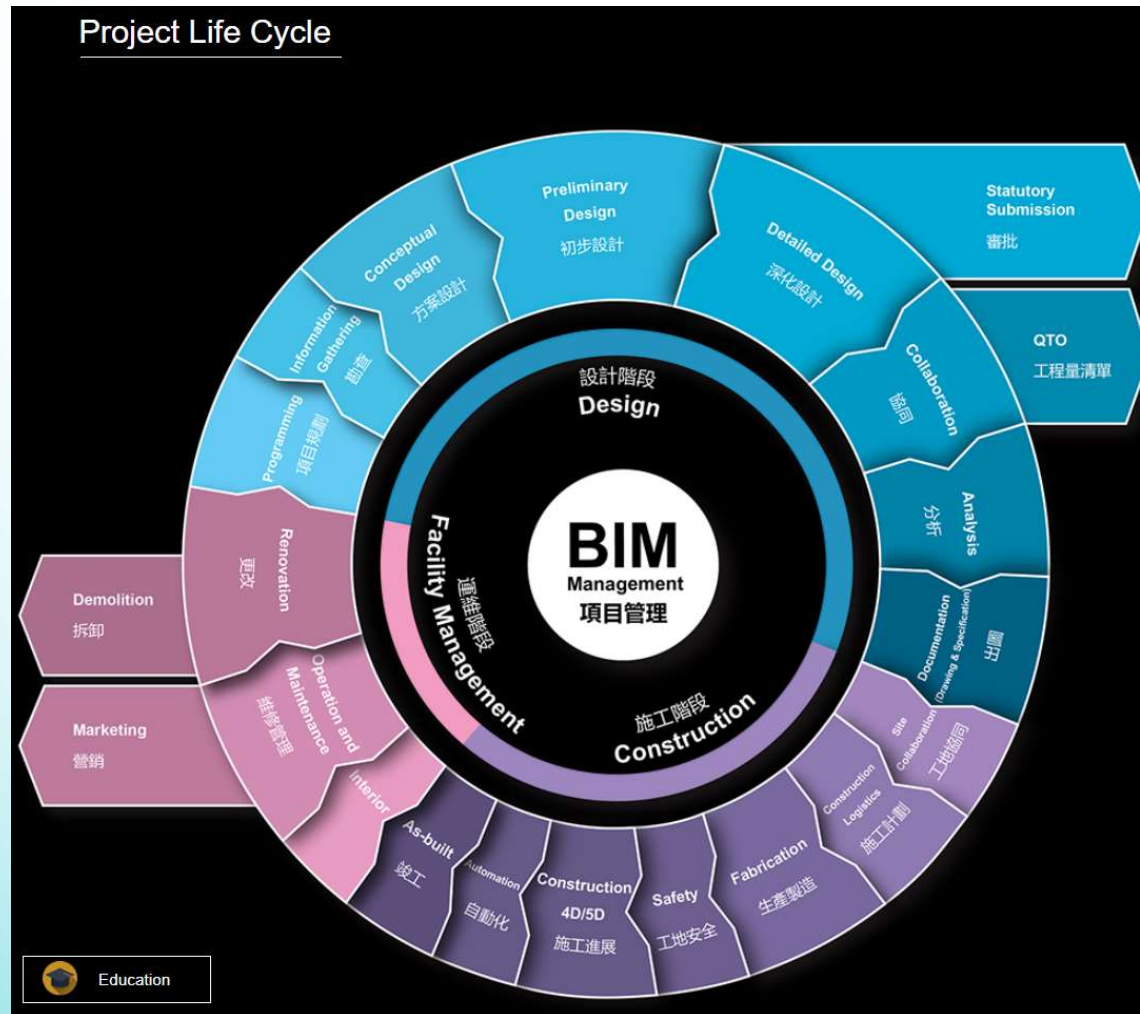 Project Life Cycle
Preliminary
Design
初步設計
Detailed Design
深化設計
Statutory
Submission
審批
QTO
工程量清單
Collaboration
協同
Analysis
分析
Documentation
(Drawing & Specification)
圖出
Site
Collaboration
工地協同
Construction
Logistics
施工計劃
Fabrication
生產製造
Safety
工地安全
Construction
4D/5D
施工進展
Automation
自動化
As-built
竣工
Interior
Operation and
Maintenance
維修管理
Marketing
營銷
Renovation
更改
Demolition
拆卸
Programming
項目規劃
Information
Gathering
勘查
Conceptual
Design
方案設計
設計階段
Design
施工階段
Construction
運維階段
Facility Management
BIM
Management
項目管理
Education